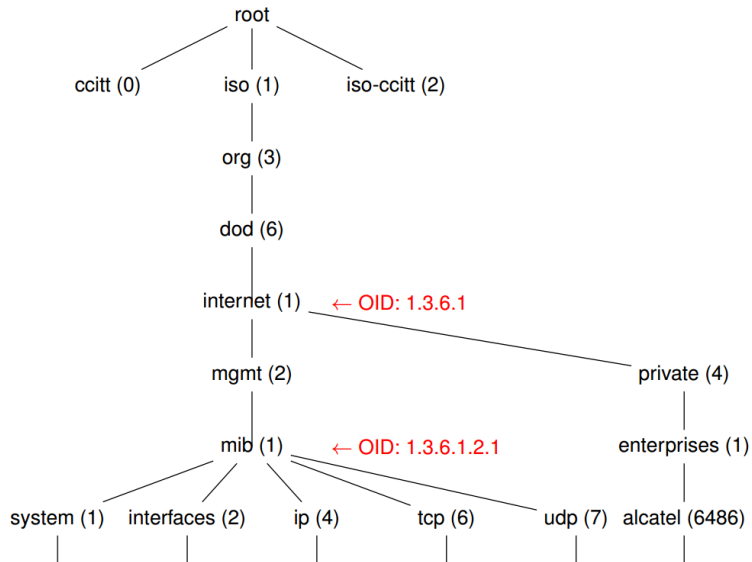 root
ccitt (0) iso (1) iso-ccitt (2)
org (3)
dod (6)
internet (1) ← OID: 1.3.6.1
mgmt (2) private (4)
mib (1) ← OID: 1.3.6.1.2.1 enterprises (1)
system (1) interfaces (2) ip (4) tcp (6) udp (7) alcatel (6486)